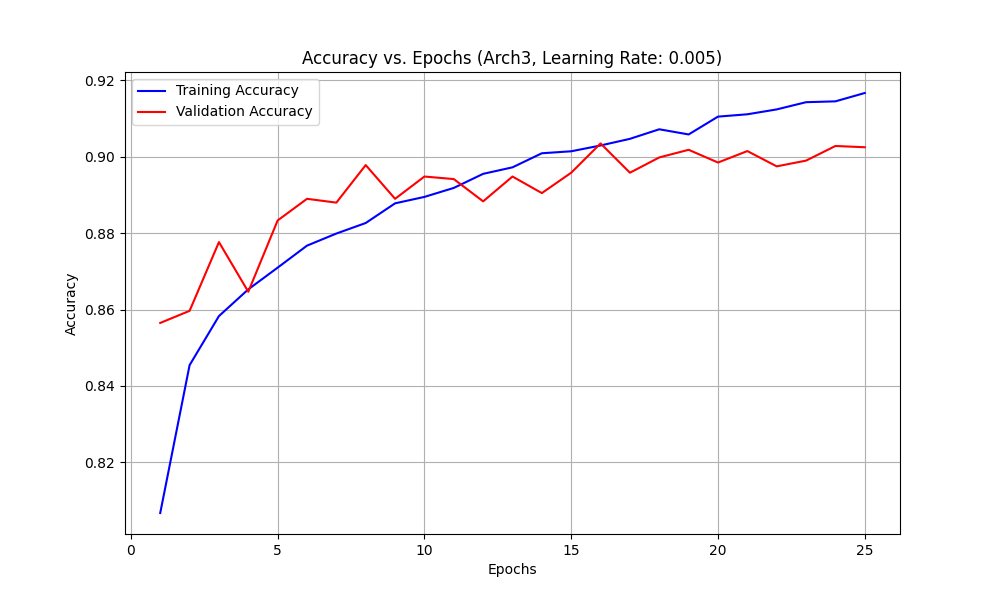 Accuracy vs. Epochs (Arch3, Learning Rate: 0.005)
Training Accuracy
Validation Accuracy
Accuracy
0.92
0.90
0.88
0.86
0.84
0.82
0 5 10 15 20 25
Epochs